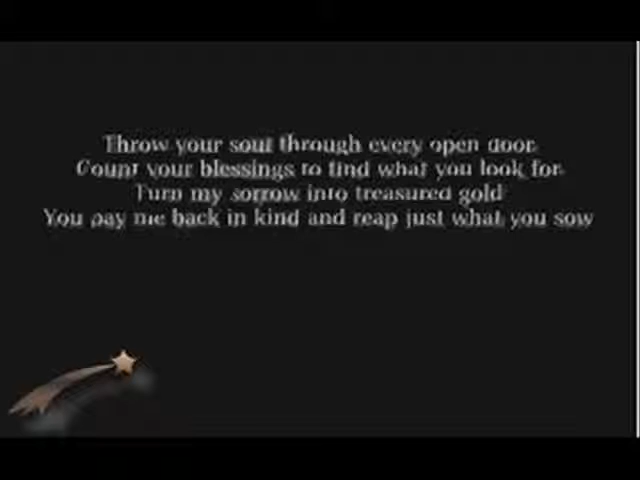 Throw your soul through every open door
Count your blessings to find what you look for
Turn my sorrow into treasured gold
You pay me back in kind and reap just what you sow